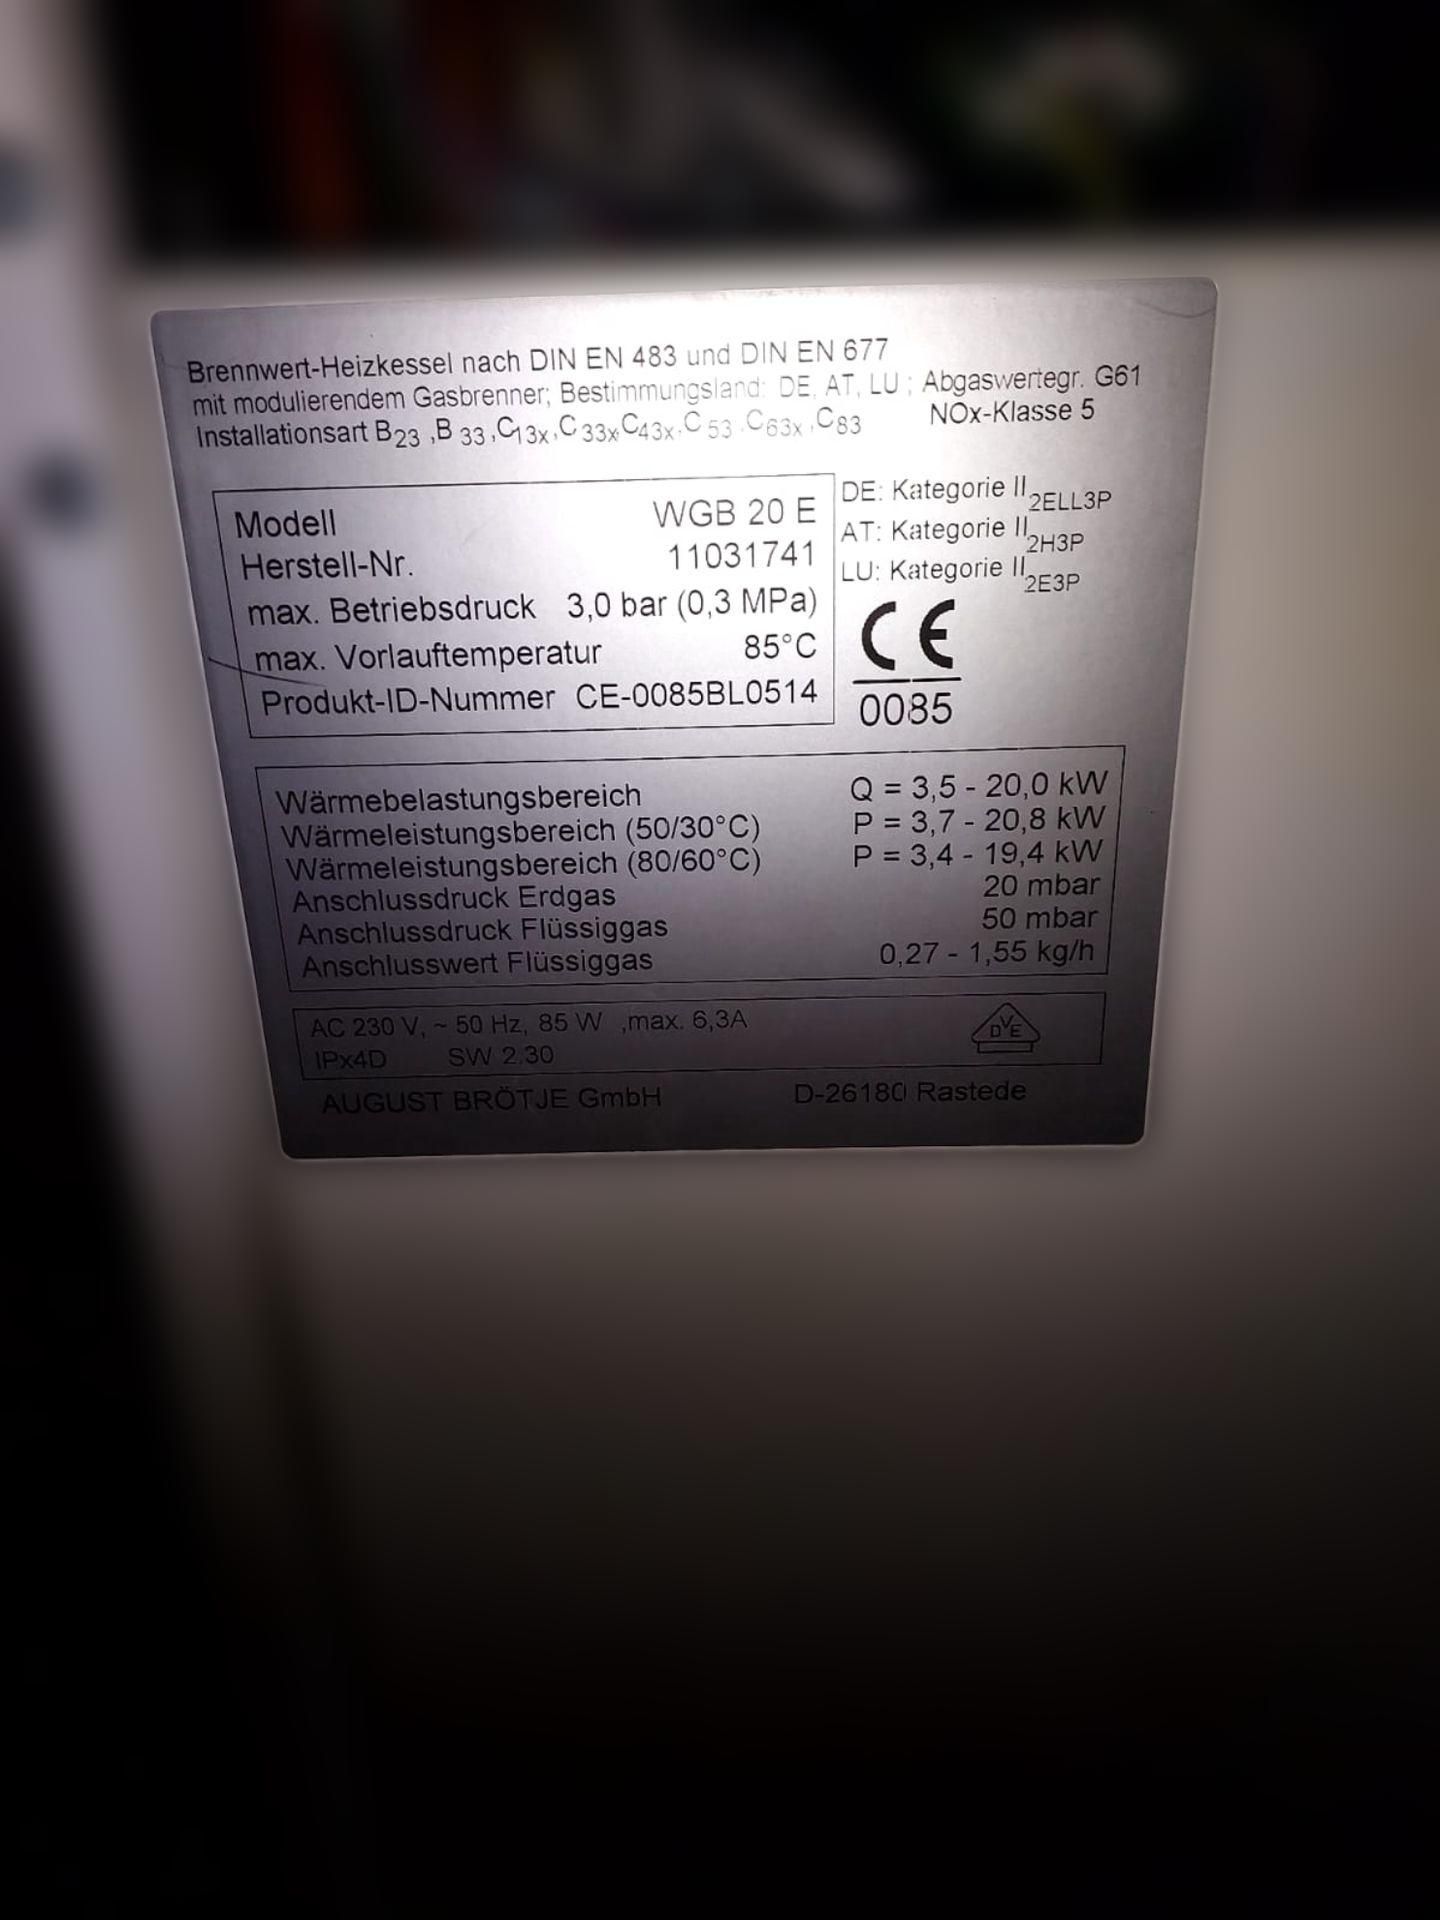 Brennwert-Heizkessel nach DIN EN 483 und DIN EN 677
mit modulierendem Gasbrenner; Bestimmungsland: DE, AT, LU ; Abgaswertegr. G61
Installationsart B23 ,B 33 ,C13x ,C 33x,C43x ,C 53 ,C63x ,C83 NOx-Klasse 5
Modell WGB 20 E
Herstell-Nr. 11031741
max. Betriebsdruck 3,0 bar (0,3 MPa)
max. Vorlauftemperatur 85°C
Produkt-ID-Nummer CE-0085BL0514
DE: Kategorie II2ELL3P
AT: Kategorie II2H3P
LU: Kategorie II2E3P
CE
0085
Wärmebelastungsbereich Q = 3,5 - 20,0 kW
Wärmeleistungsbereich (50/30°C) P = 3,7 - 20,8 kW
Wärmeleistungsbereich (80/60°C) P = 3,4 - 19,4 kW
Anschlussdruck Erdgas 20 mbar
Anschlussdruck Flüssiggas 50 mbar
Anschlusswert Flüssiggas 0,27 - 1,55 kg/h
AC 230 V, ~ 50 Hz, 85 W ,max. 6,3A
IPx4D SW 2.30
DVE
AUGUST BRÖTJE GmbH D-26180 Rastede